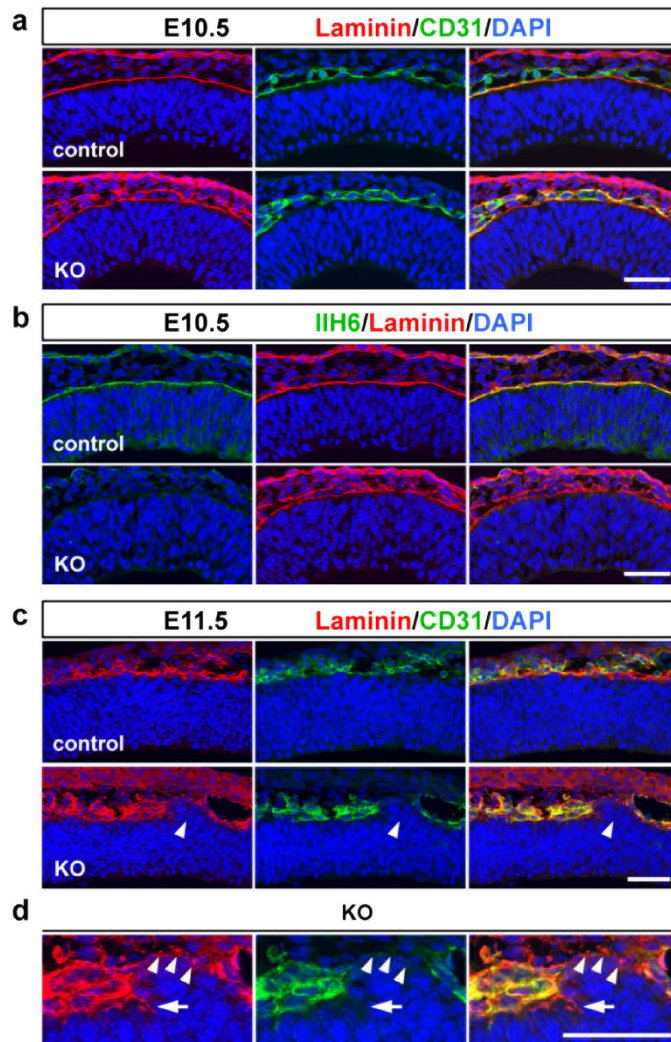 a
E10.5 Laminin/CD31/DAPI
control
KO
b
E10.5 IIH6/Laminin/DAPI
control
KO
c
E11.5 Laminin/CD31/DAPI
control
KO
d
KO